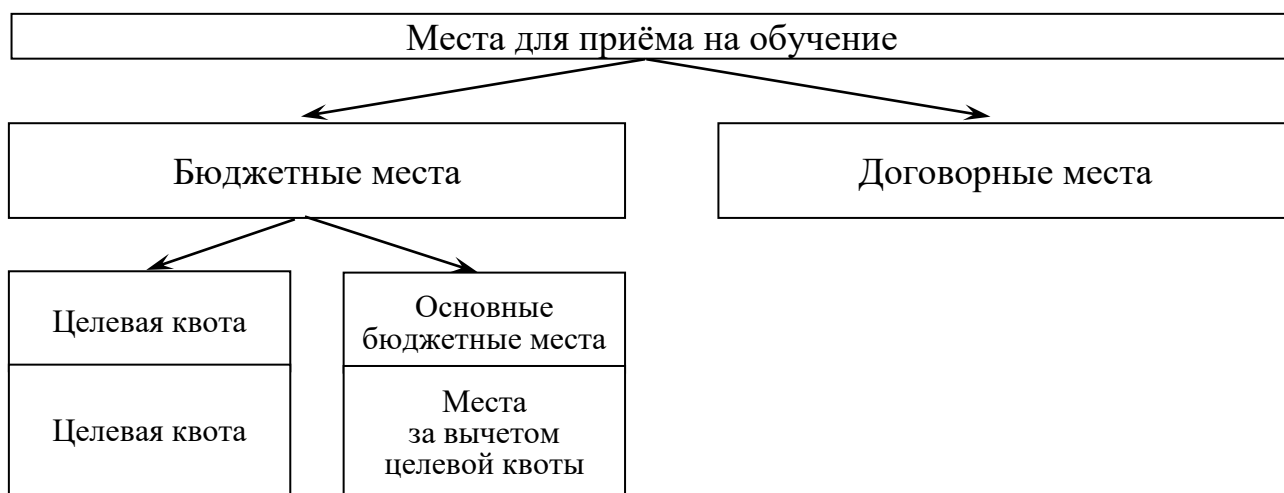 Места для приёма на обучение
Бюджетные места
Договорные места
Целевая квота
Основные
бюджетные места
Целевая квота
Места
за вычетом
целевой квоты